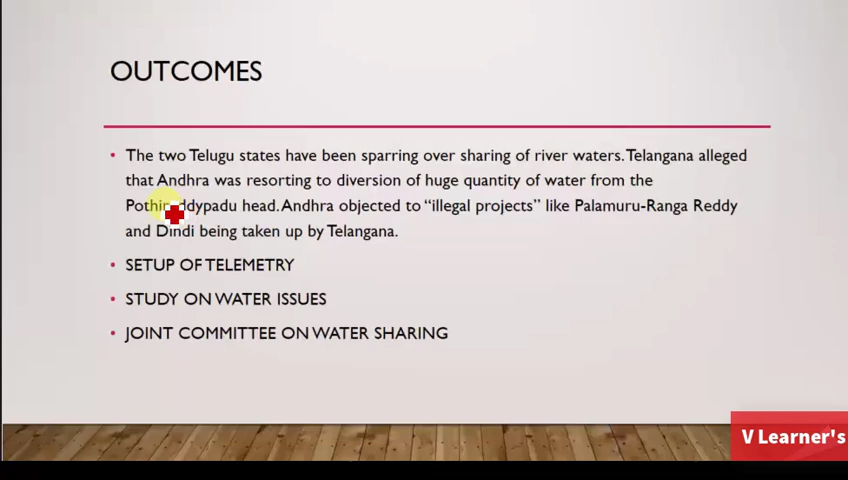 OUTCOMES
• The two Telugu states have been sparring over sharing of river waters. Telangana alleged
that Andhra was resorting to diversion of huge quantity of water from the
head. Andhra objected to “illegal projects” like Palamuru-Ranga Reddy
and Dindi being taken up by Telangana.
• SETUP OF TELEMETRY
• STUDY ON WATER ISSUES
• JOINT COMMITTEE ON WATER SHARING
V Learner's